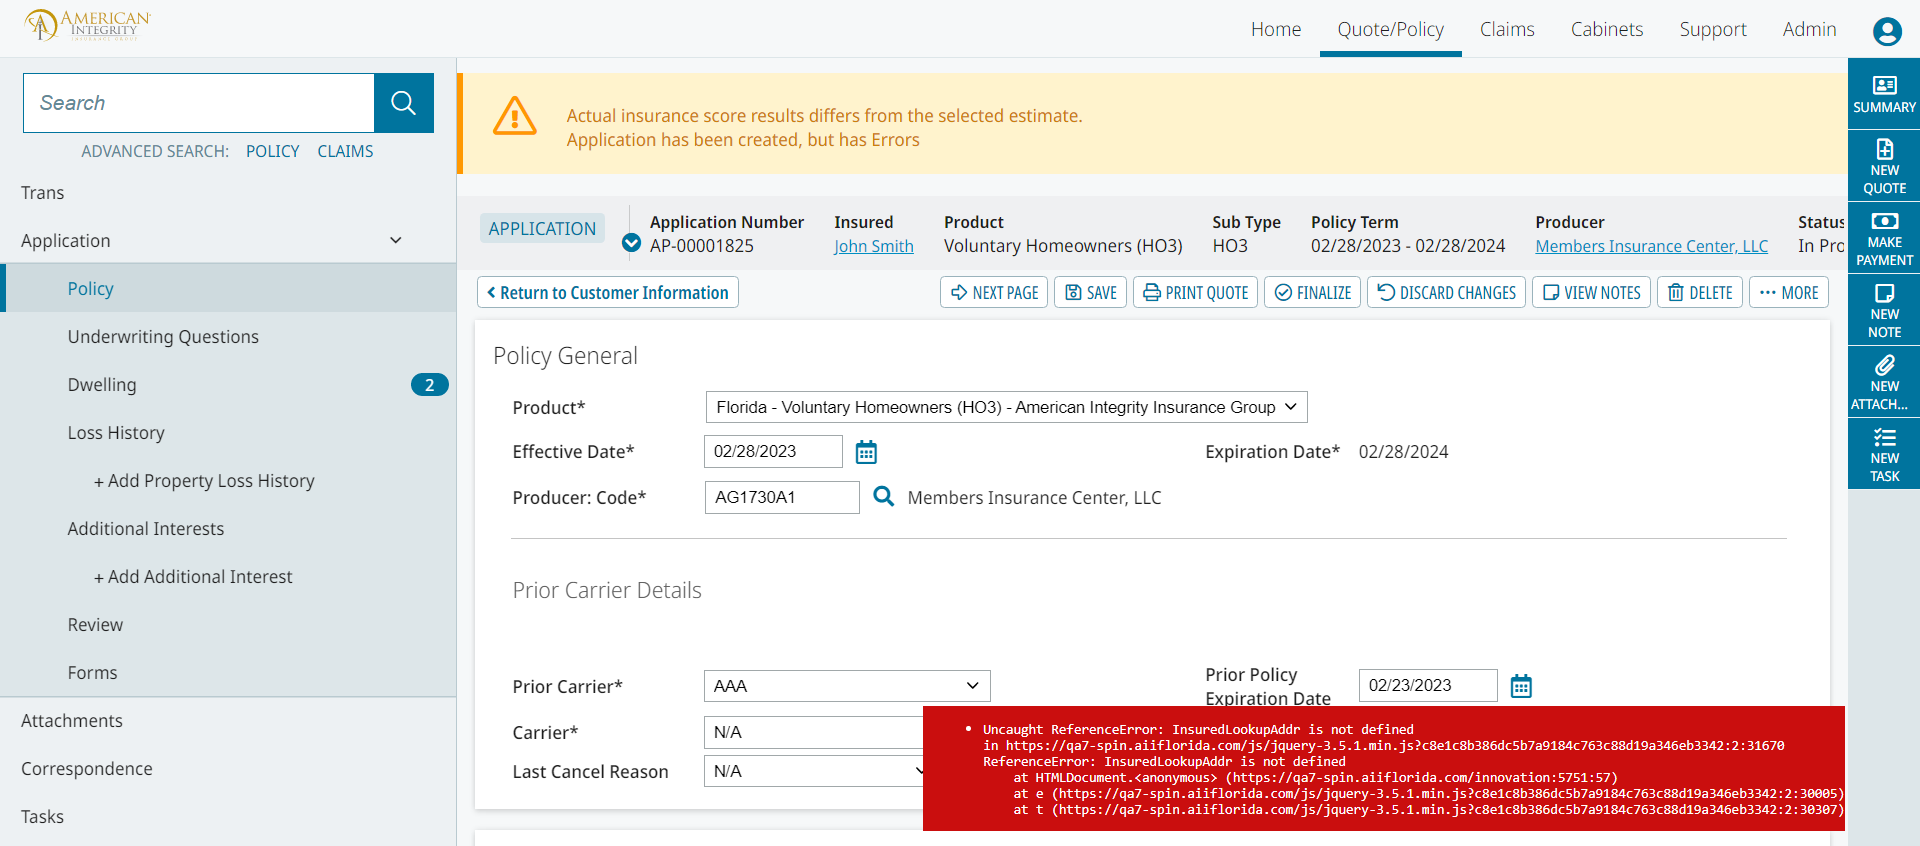 AMERICAN
INTEGRITY
INSURANCE GROUP
Home
Quote/Policy
Claims
Cabinets
Support
Admin
Search
ADVANCED SEARCH: POLICY CLAIMS
Trans
Application
Policy
Underwriting Questions
Dwelling
2
Loss History
+ Add Property Loss History
Additional Interests
+ Add Additional Interest
Review
Forms
Attachments
Correspondence
Tasks
Actual insurance score results differs from the selected estimate.
Application has been created, but has Errors
APPLICATION
Application Number
AP-00001825
Insured
John Smith
Product
Voluntary Homeowners (HO3)
Sub Type
HO3
Policy Term
02/28/2023 - 02/28/2024
Producer
Members Insurance Center, LLC
Status
In Pro
Return to Customer Information
NEXT PAGE
SAVE
PRINT QUOTE
FINALIZE
DISCARD CHANGES
VIEW NOTES
DELETE
MORE
Policy General
Product*
Florida - Voluntary Homeowners (HO3) - American Integrity Insurance Group
Effective Date*
02/28/2023
Expiration Date* 02/28/2024
Producer: Code*
AG1730A1
Members Insurance Center, LLC
Prior Carrier Details
Prior Carrier*
AAA
Prior Policy
Expiration Date
02/23/2023
Carrier*
N/A
Last Cancel Reason
N/A
Uncaught ReferenceError: InsuredLookupAddr is not defined
in https://qa7-spin.aiiflorida.com/js/jquery-3.5.1.min.js?c8e1c8b386dc5b7a9184c763c88d19a346eb3342:2:31670
ReferenceError: InsuredLookupAddr is not defined
at HTMLDocument.<anonymous> (https://qa7-spin.aiiflorida.com/innovation:5751:57)
at e (https://qa7-spin.aiiflorida.com/js/jquery-3.5.1.min.js?c8e1c8b386dc5b7a9184c763c88d19a346eb3342:2:30005)
at t (https://qa7-spin.aiiflorida.com/js/jquery-3.5.1.min.js?c8e1c8b386dc5b7a9184c763c88d19a346eb3342:2:30307)
SUMMARY
NEW
QUOTE
MAKE
PAYMENT
NEW
NOTE
NEW
ATTACH...
NEW
TASK